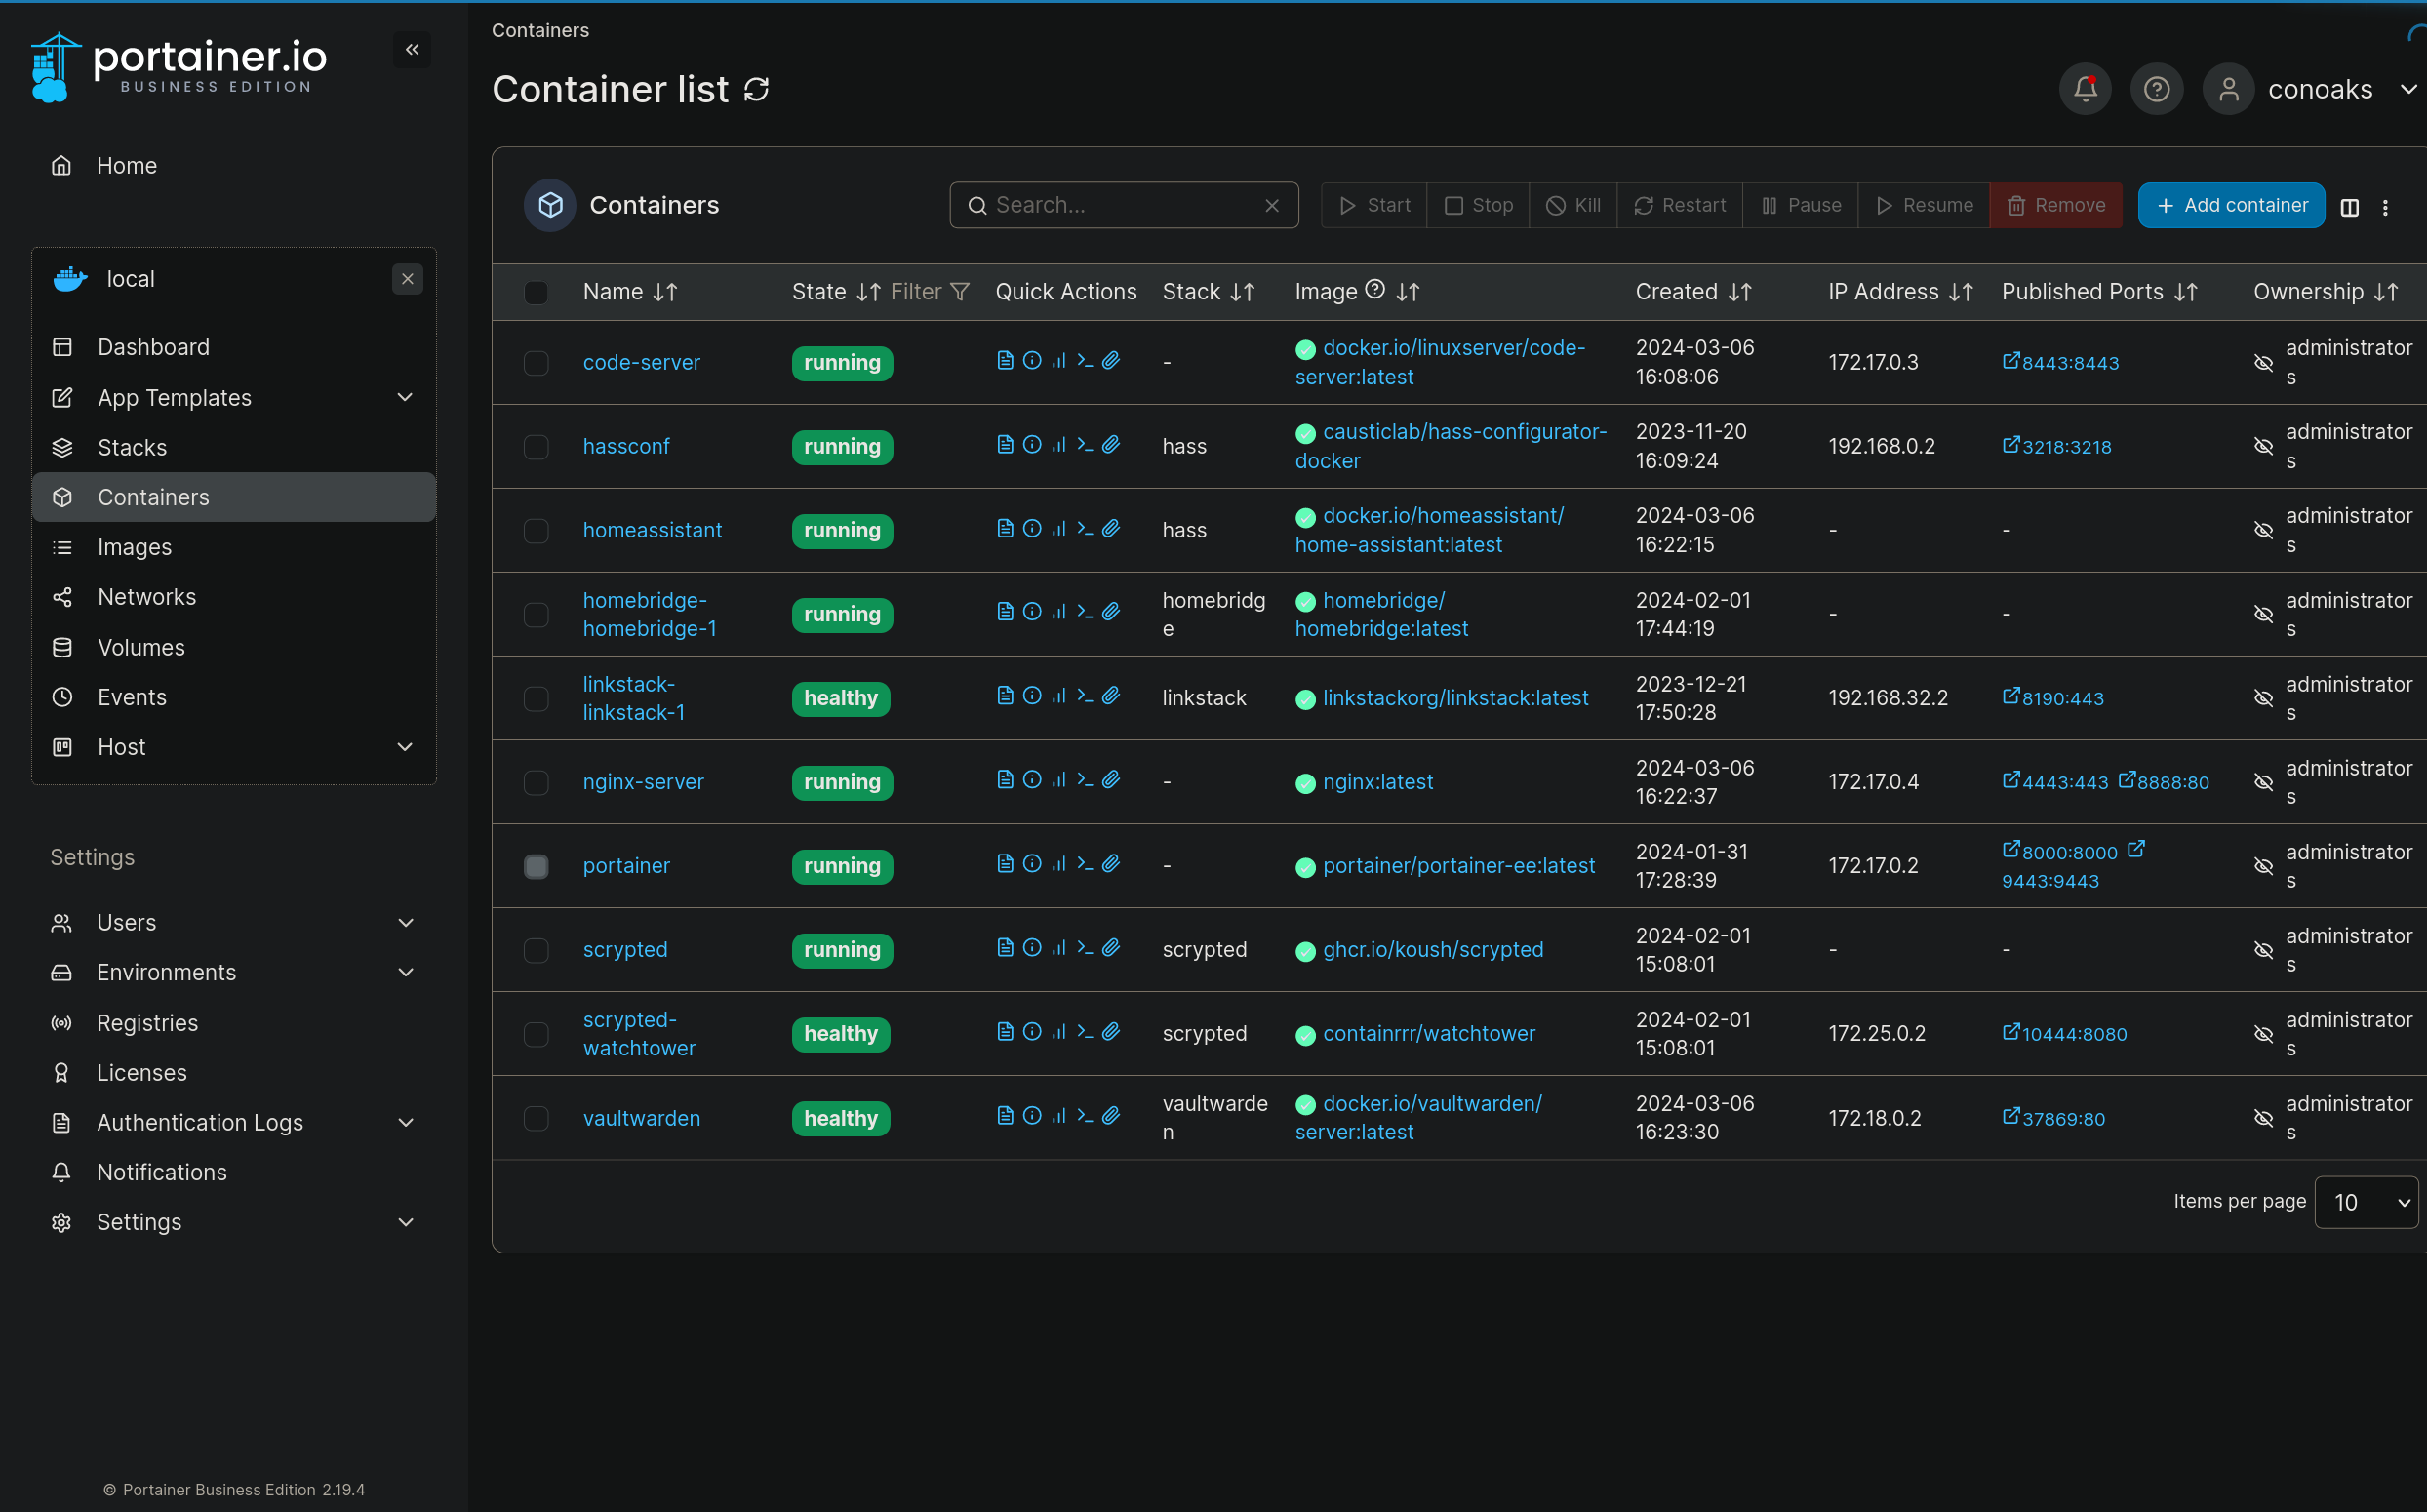 portainer.io
BUSINESS EDITION
Home
local
Dashboard
App Templates
Stacks
Containers
Images
Networks
Volumes
Events
Host
Settings
Users
Environments
Registries
Licenses
Authentication Logs
Notifications
Settings
© Portainer Business Edition 2.19.4
Containers
Container list
conoaks
Containers
Search...
Start Stop Kill Restart Pause Resume Remove
Add container
Name State Filter Quick Actions Stack Image Created IP Address Published Ports Ownership
code-server running - docker.io/linuxserver/code- 2024-03-06 172.17.0.3 8443:8443 administrator
server:latest 16:08:06 s
hassconf running hass causticlab/hass-configurator- 2023-11-20 192.168.0.2 3218:3218 administrator
docker 16:09:24 s
homeassistant running hass docker.io/homeassistant/ 2024-03-06 - - administrator
home-assistant:latest 16:22:15 s
homebridge- running homebridg homebridge/ 2024-02-01 - - administrator
homebridge-1 e homebridge:latest 17:44:19 s
linkstack- healthy linkstack linkstackorg/linkstack:latest 2023-12-21 192.168.32.2 8190:443 administrator
linkstack-1 17:50:28 s
nginx-server running - nginx:latest 2024-03-06 172.17.0.4 4443:443 8888:80 administrator
16:22:37 s
portainer running - portainer/portainer-ee:latest 2024-01-31 172.17.0.2 8000:8000 administrator
17:28:39 9443:9443 s
scrypted running scrypted ghcr.io/koush/scrypted 2024-02-01 - - administrator
15:08:01 s
scrypted- healthy scrypted containrrr/watchtower 2024-02-01 172.25.0.2 10444:8080 administrator
watchtower 15:08:01 s
vaultwarden healthy vaultwarde docker.io/vaultwarden/ 2024-03-06 172.18.0.2 37869:80 administrator
n server:latest 16:23:30 s
Items per page 10